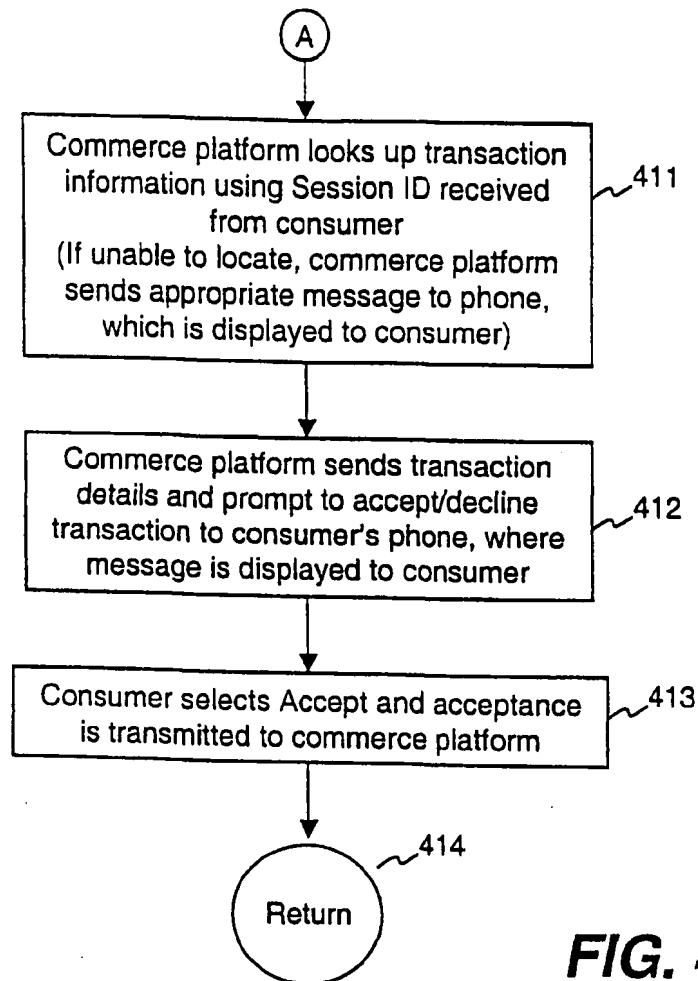 A
Commerce platform looks up transaction
information using Session ID received
from consumer
(If unable to locate, commerce platform
sends appropriate message to phone,
which is displayed to consumer)
411
Commerce platform sends transaction
details and prompt to accept/decline
transaction to consumer's phone, where
message is displayed to consumer
412
Consumer selects Accept and acceptance
is transmitted to commerce platform
413
414
Return
FIG.